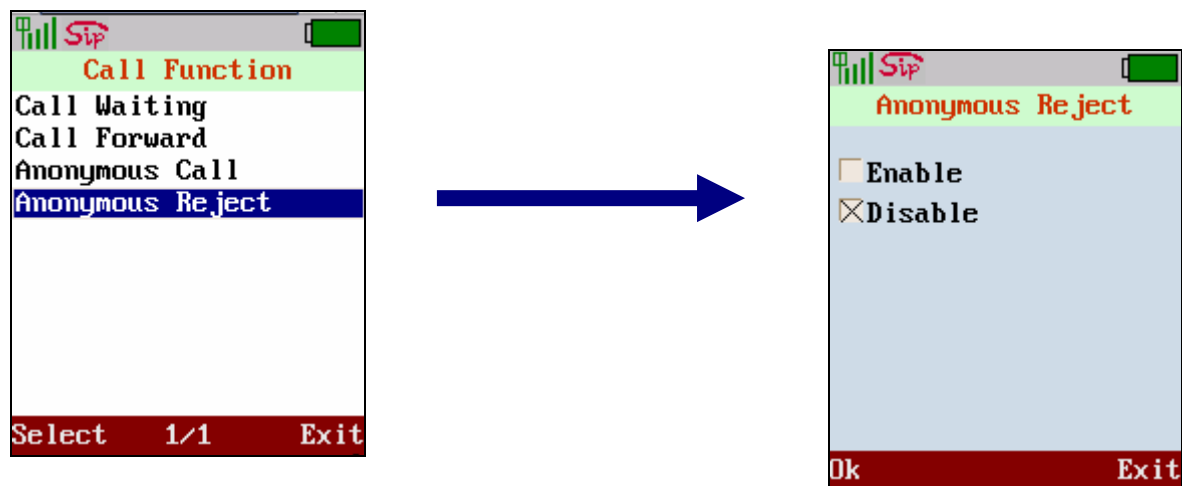 Sip
Call Function
Call Waiting
Call Forward
Anonymous Call
Anonymous Reject
Select 1/1 Exit
Sip
Anonymous Reject
Enable
Disable
Ok Exit